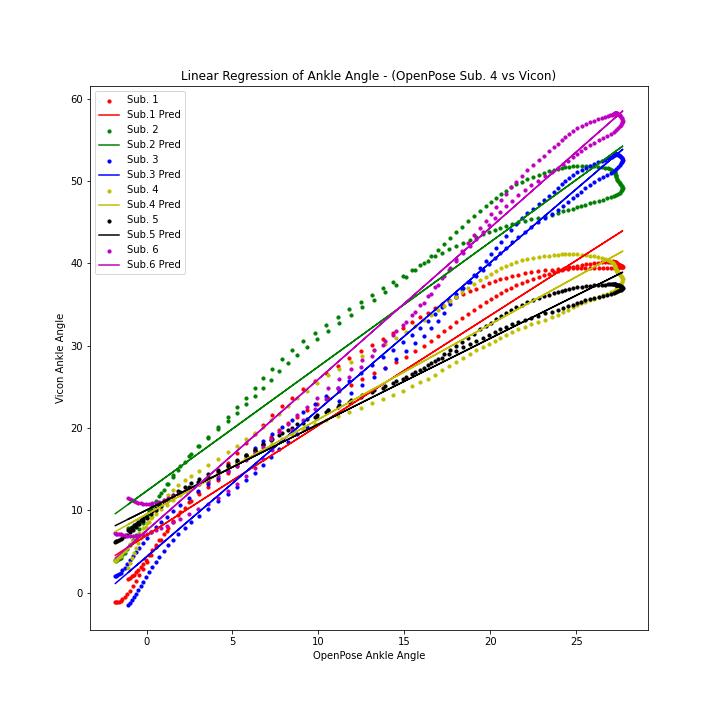 Linear Regression of Ankle Angle - (OpenPose Sub. 4 vs Vicon)
Sub. 1
Sub.1 Pred
Sub. 2
Sub.2 Pred
Sub. 3
Sub.3 Pred
Sub. 4
Sub.4 Pred
Sub. 5
Sub.5 Pred
Sub. 6
Sub.6 Pred
60
50
40
30
20
10
0
Vicon Ankle Angle
0 5 10 15 20 25
OpenPose Ankle Angle